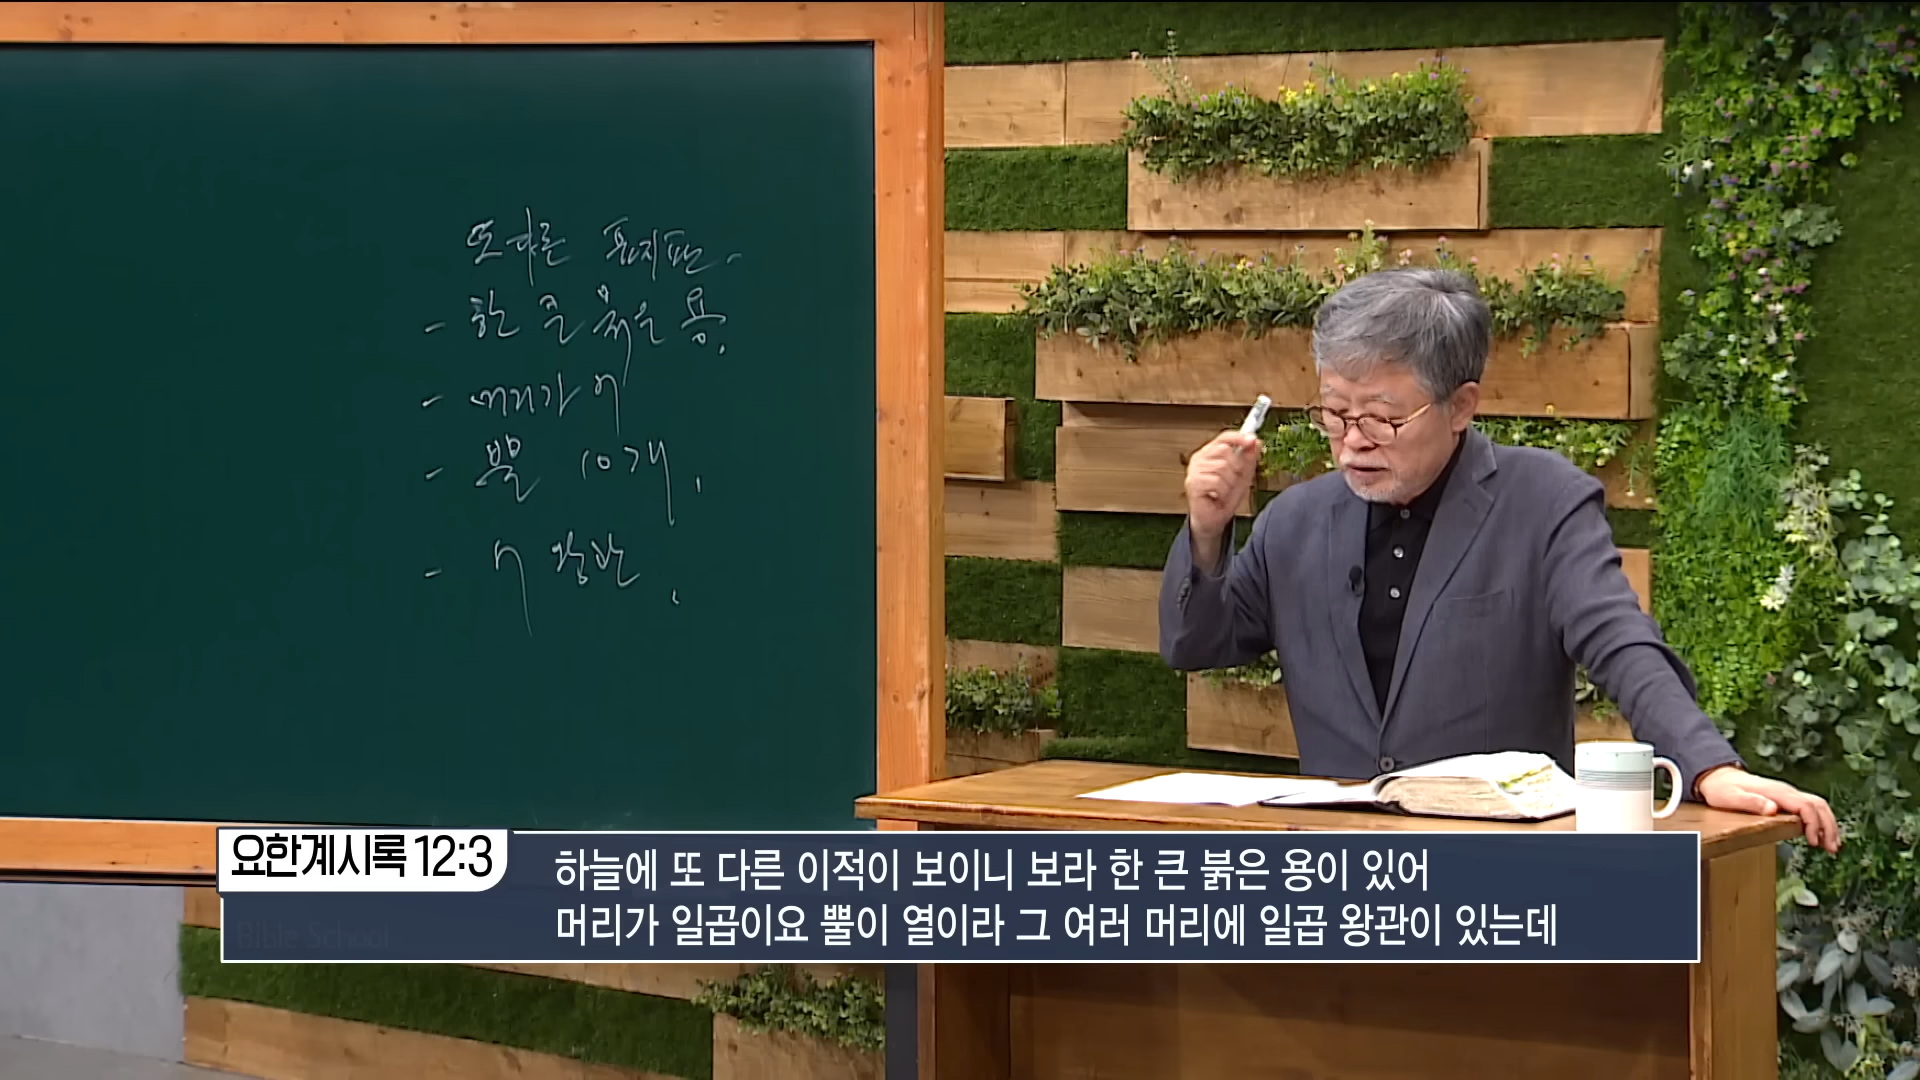 또 다른 표지판
- 한 큰 붉은 용.
- 머리가 7
- 뿔 10개.
- 7 왕관.
요한계시록 12:3
하늘에 또 다른 이적이 보이니 보라 한 큰 붉은 용이 있어
머리가 일곱이요 뿔이 열이라 그 여러 머리에 일곱 왕관이 있는데
Bible School